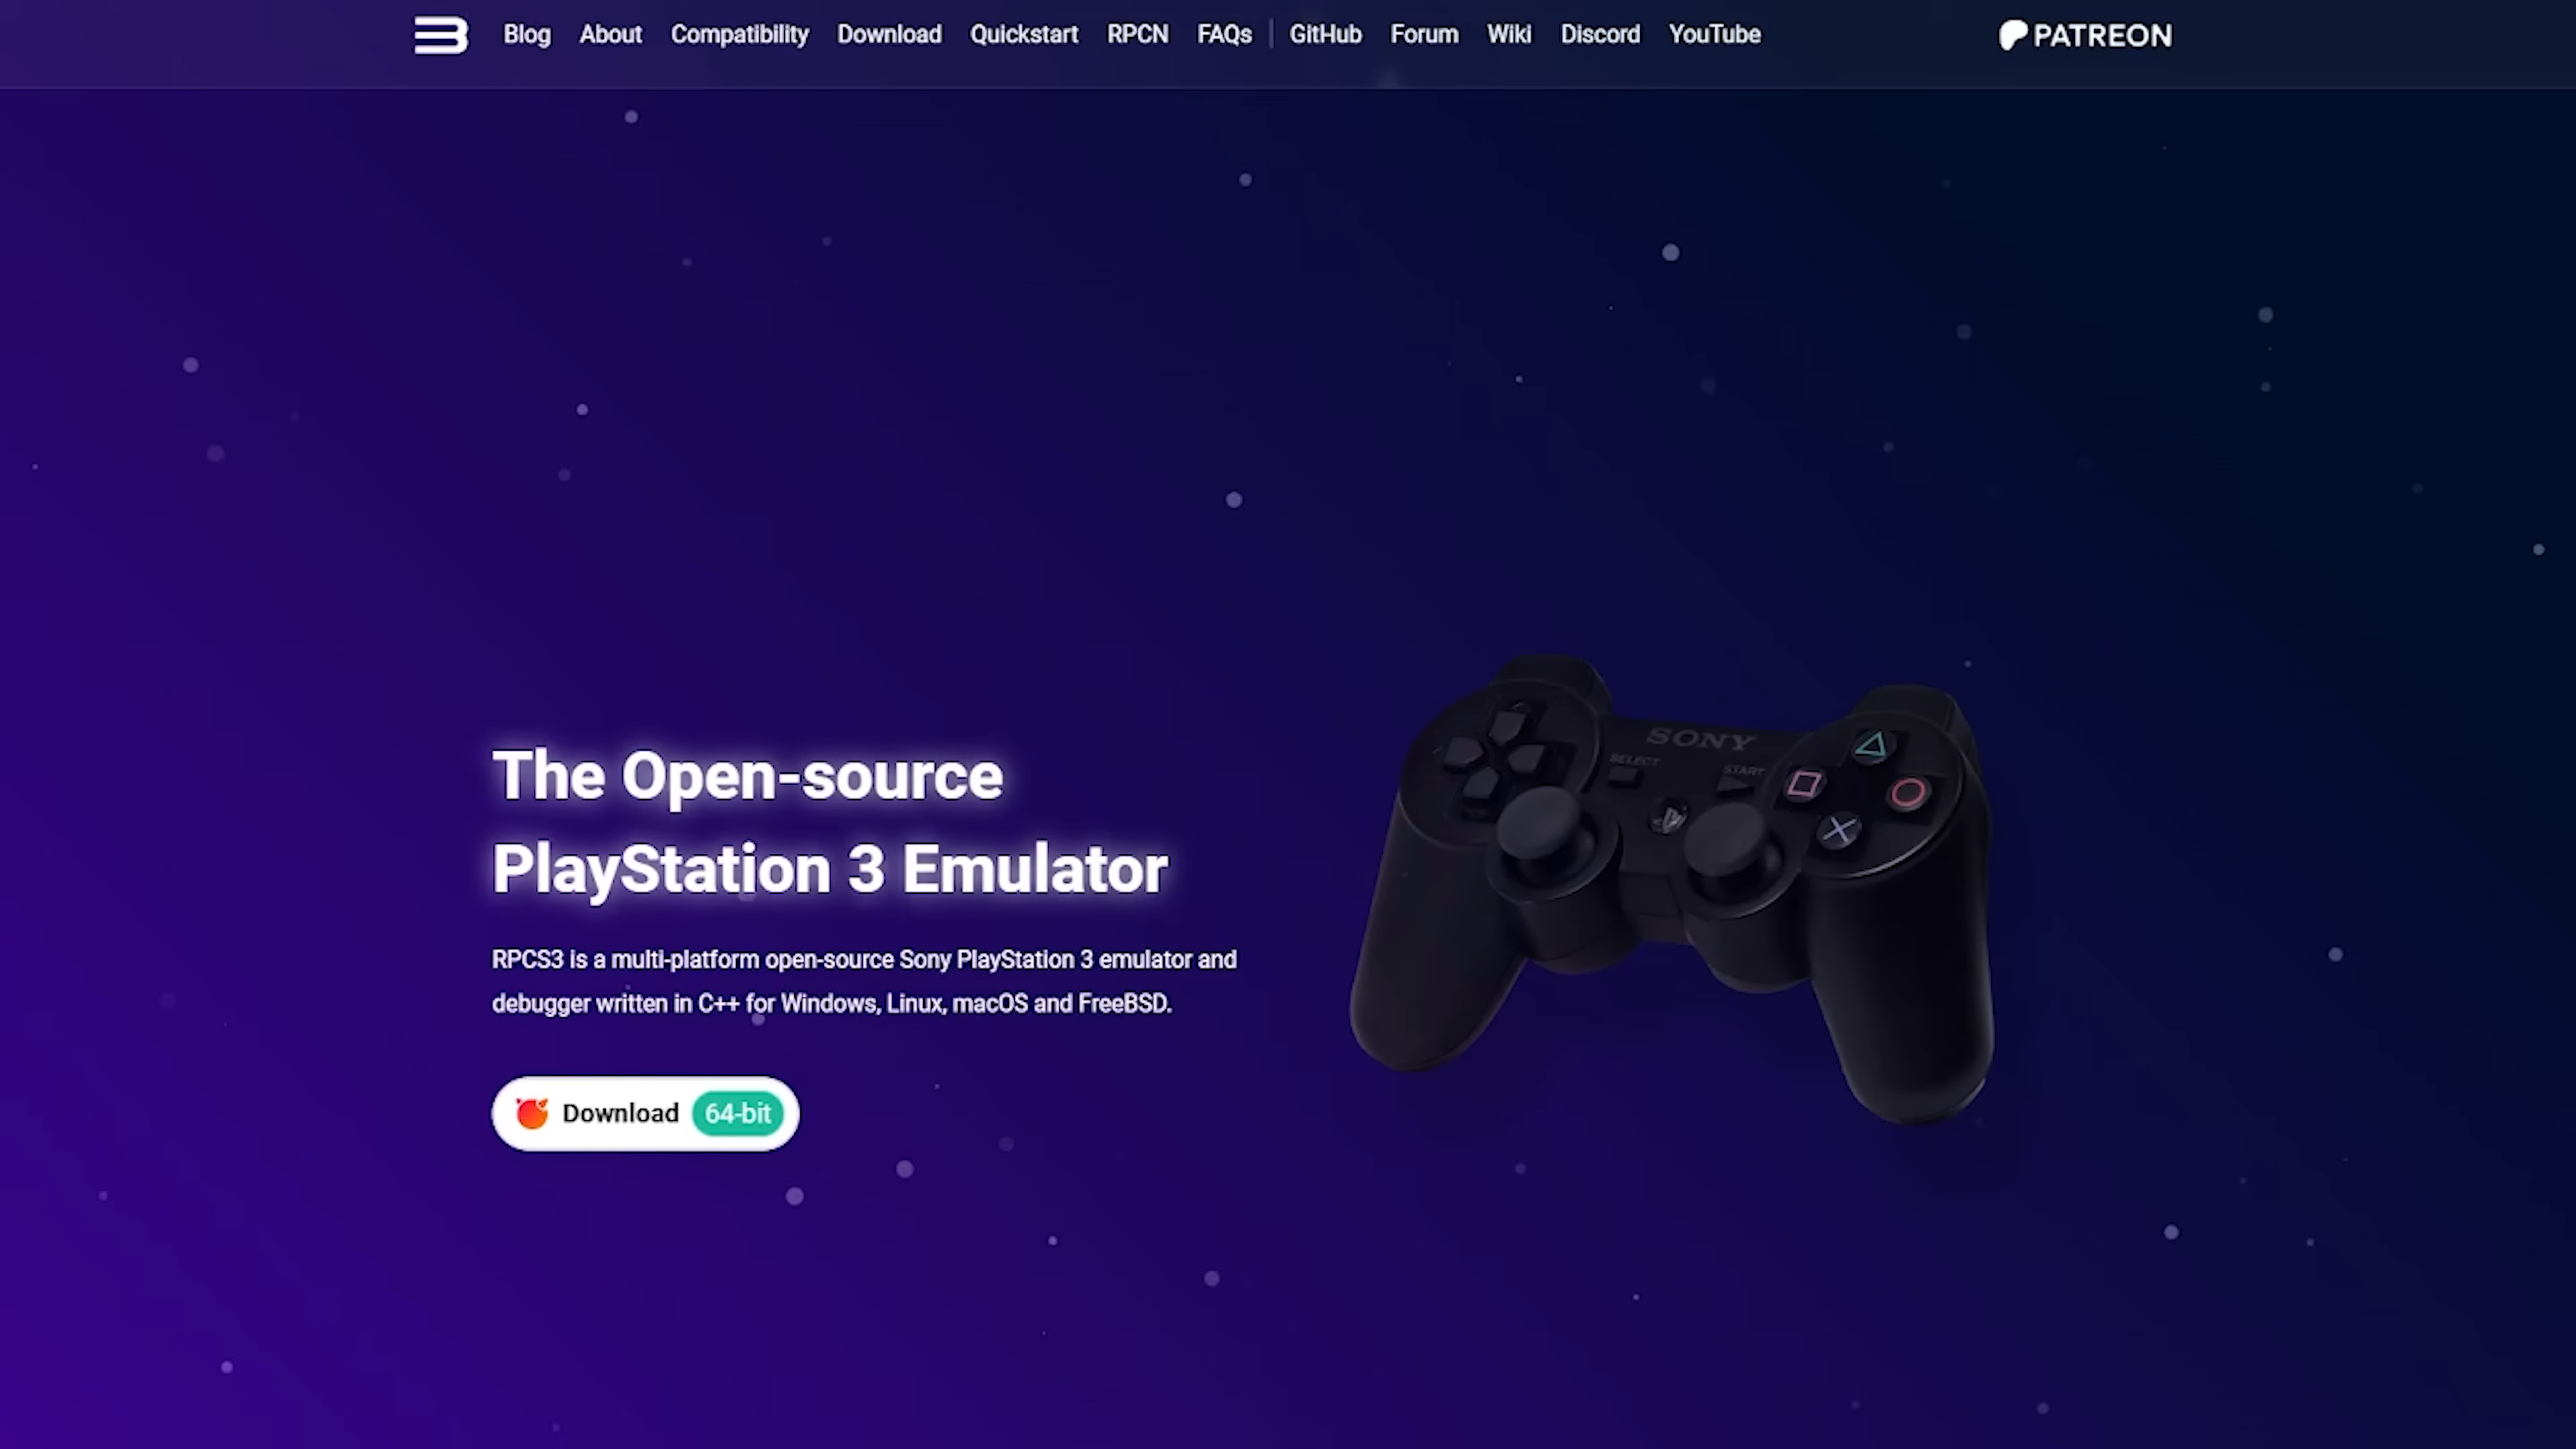 Blog About Compatibility Download Quickstart RPCN FAQs GitHub Forum Wiki Discord YouTube PATREON
SONY
SELECT START
The Open-source
PlayStation 3 Emulator
RPCS3 is a multi-platform open-source Sony PlayStation 3 emulator and
debugger written in C++ for Windows, Linux, macOS and FreeBSD.
Download 64-bit